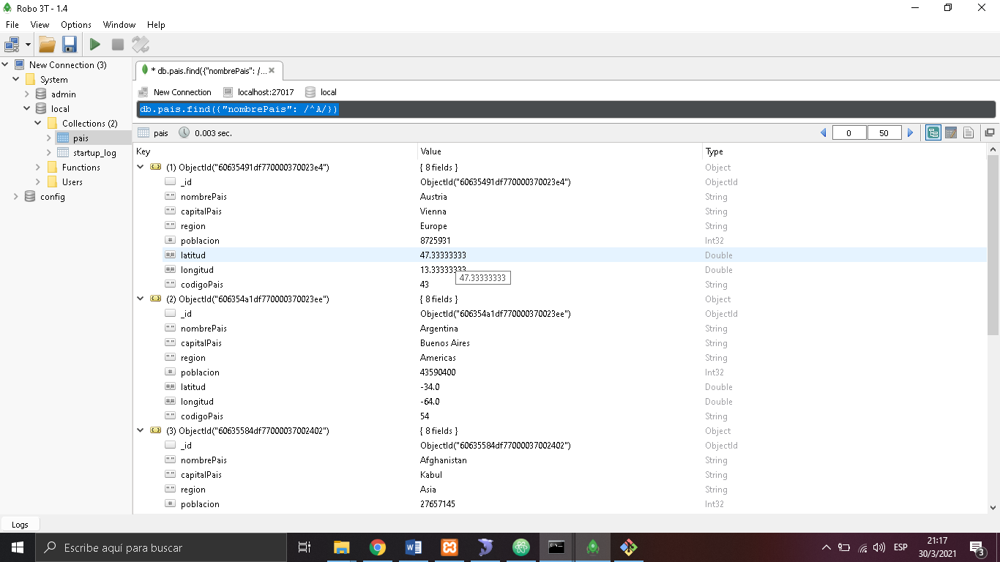 Robo 3T - 1.4
File View Options Window Help
New Connection (3)
System
admin
local
Collections (2)
pais
startup_log
Functions
Users
config
* db.pais.find({"nombrePais": /...
New Connection localhost:27017 local
db.pais.find({"nombrePais": /^A/})
pais 0.003 sec. 0 50
Key Value Type
(1) ObjectId("60635491df770000370023e4") { 8 fields } Object
_id ObjectId("60635491df770000370023e4") ObjectId
"" nombrePais Austria String
"" capitalPais Vienna String
"" region Europe String
# poblacion 8725931 Int32
## latitud 47.33333333 Double
## longitud 13.33333333 Double
47.33333333
"" codigoPais 43 String
(2) ObjectId("606354a1df770000370023ee") { 8 fields } Object
_id ObjectId("606354a1df770000370023ee") ObjectId
"" nombrePais Argentina String
"" capitalPais Buenos Aires String
"" region Americas String
# poblacion 43590400 Int32
## latitud -34.0 Double
## longitud -64.0 Double
"" codigoPais 54 String
(3) ObjectId("60635584df77000037002402") { 8 fields } Object
_id ObjectId("60635584df77000037002402") ObjectId
"" nombrePais Afghanistan String
"" capitalPais Kabul String
"" region Asia String
# poblacion 27657145 Int32
Logs
Escribe aquí para buscar
ESP
21:17
30/3/2021
3